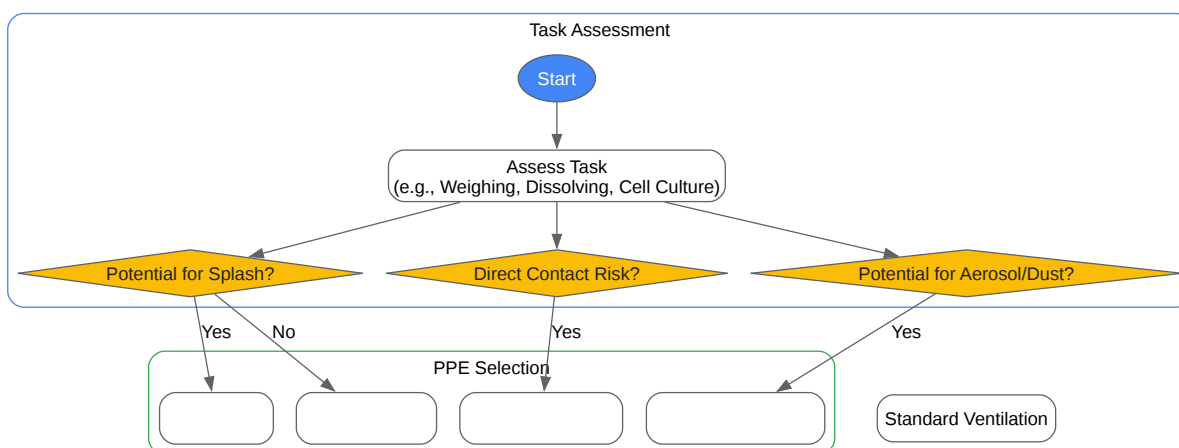 Task Assessment
Start
Assess Task
(e.g., Weighing, Dissolving, Cell Culture)
Potential for Splash?
Direct Contact Risk?
Potential for Aerosol/Dust?
Yes
No
Yes
Yes
PPE Selection
Standard Ventilation